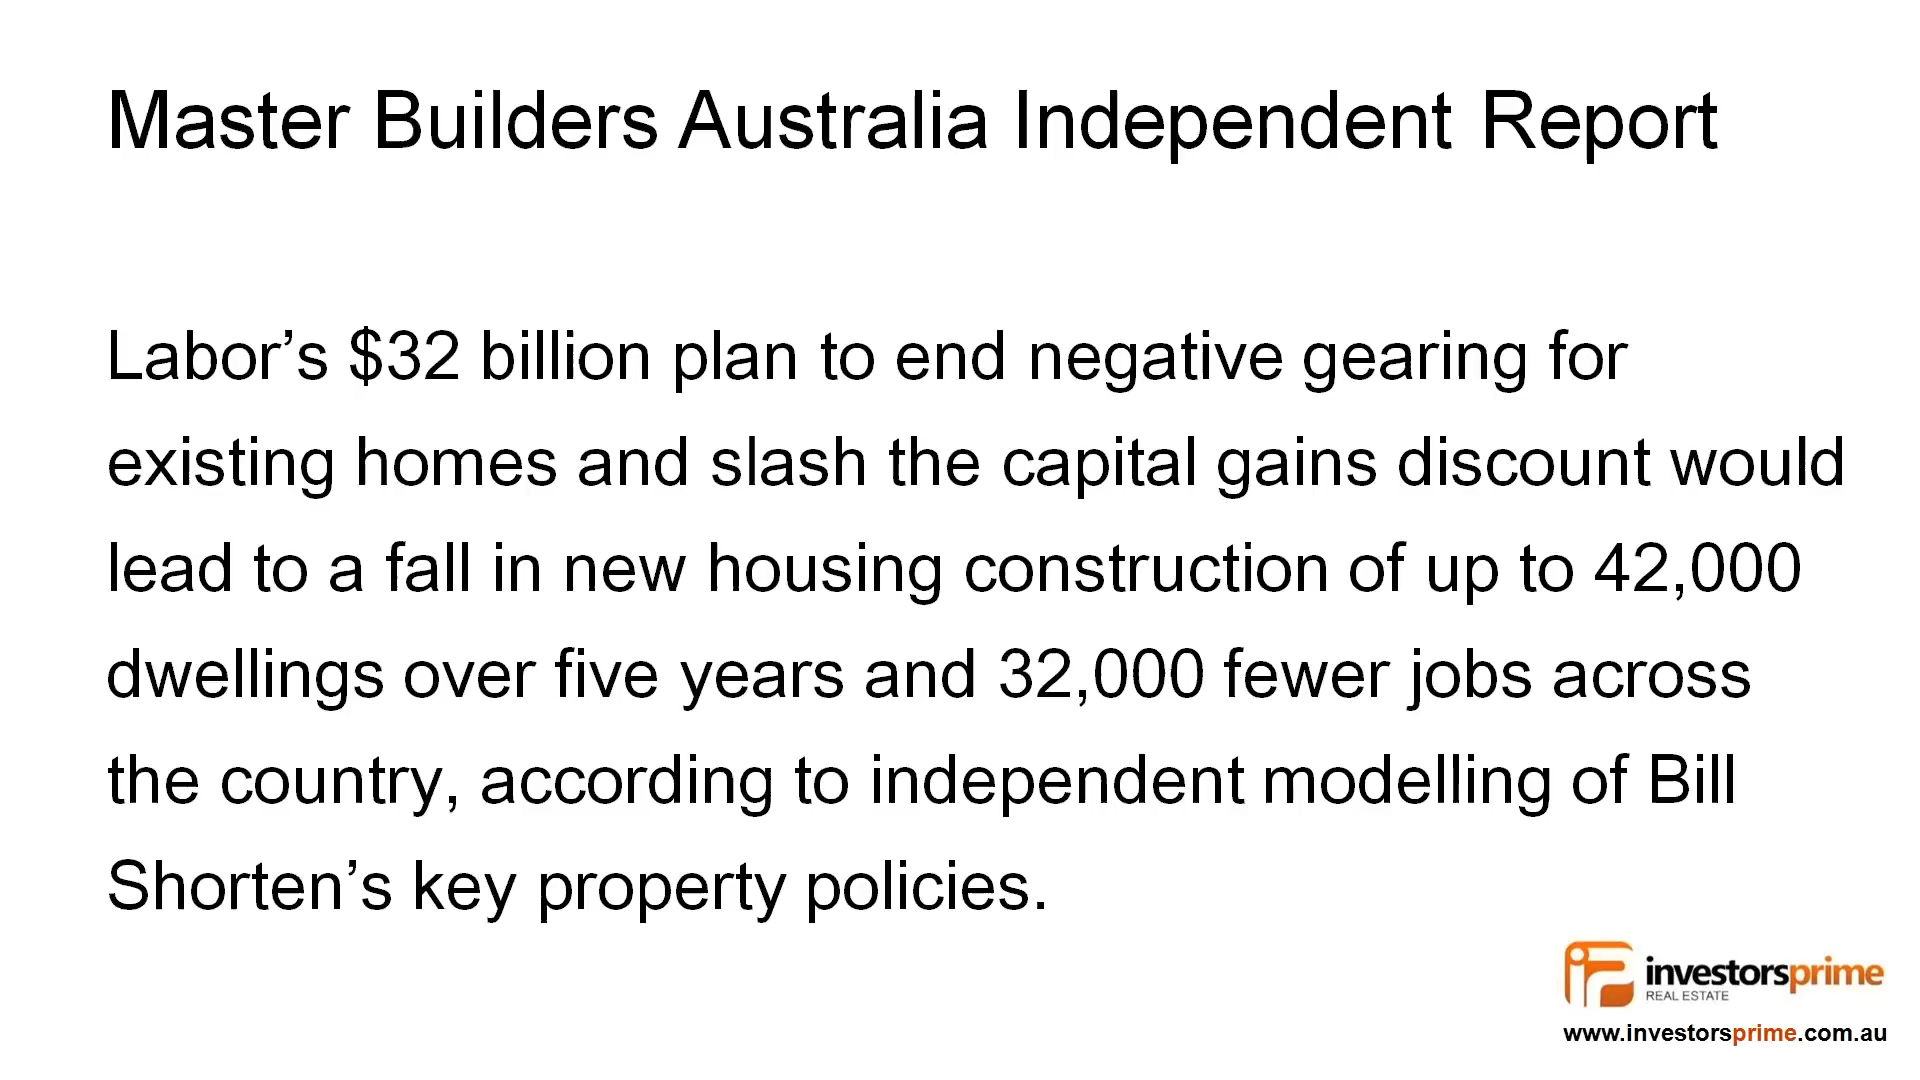 Master Builders Australia Independent Report
Labor’s $32 billion plan to end negative gearing for
existing homes and slash the capital gains discount would
lead to a fall in new housing construction of up to 42,000
dwellings over five years and 32,000 fewer jobs across
the country, according to independent modelling of Bill
Shorten’s key property policies.
investorsprime
REAL ESTATE
www.investorsprime.com.au